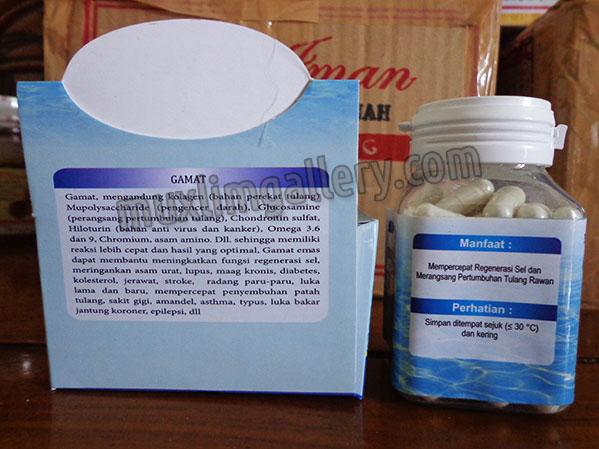 Iman
GAMAT
Gamat, mengandung kolagen (bahan perekat tulang)
Mupolysaccharide (pengencer darah), Glucosamine
(perangsang pertumbuhan tulang), Chondroitin sulfat,
Hiloturin (bahan anti virus dan kanker), Omega 3.6
dan 9, Chromium, asam amino. Dll. sehingga memiliki
reaksi lebih cepat dan hasil yang optimal, Gamat emas
dapat membantu meningkatkan fungsi regenerasi sel,
meringankan asam urat, lupus, maag kronis, diabetes,
kolesterol, jerawat, stroke, radang paru-paru, luka
lama dan baru, mempercepat penyembuhan patah
tulang, sakit gigi, amandel, asthma, typus, luka bakar
jantung koroner, epilepsi, dll
muxlimgallery.com
Manfaat :
Mempercepat Regenerasi Sel dan
Merangsang Pertumbuhan Tulang Rawan
Perhatian :
Simpan ditempat sejuk (≤ 30 °C)
dan kering